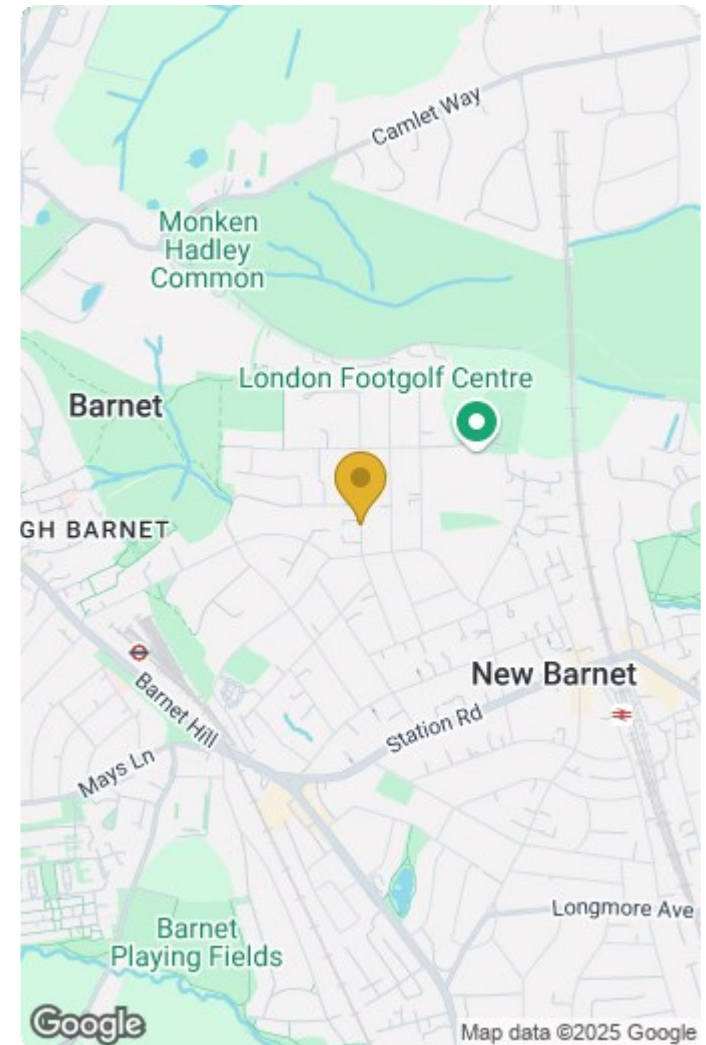 Camlet Way
Monken
Hadley
Common
London Footgolf Centre
Barnet
GH BARNET
New Barnet
Barnet Hill
Station Rd
Mays Ln
Longmore Ave
Barnet
Playing Fields
Google
Map data ©2025 Google